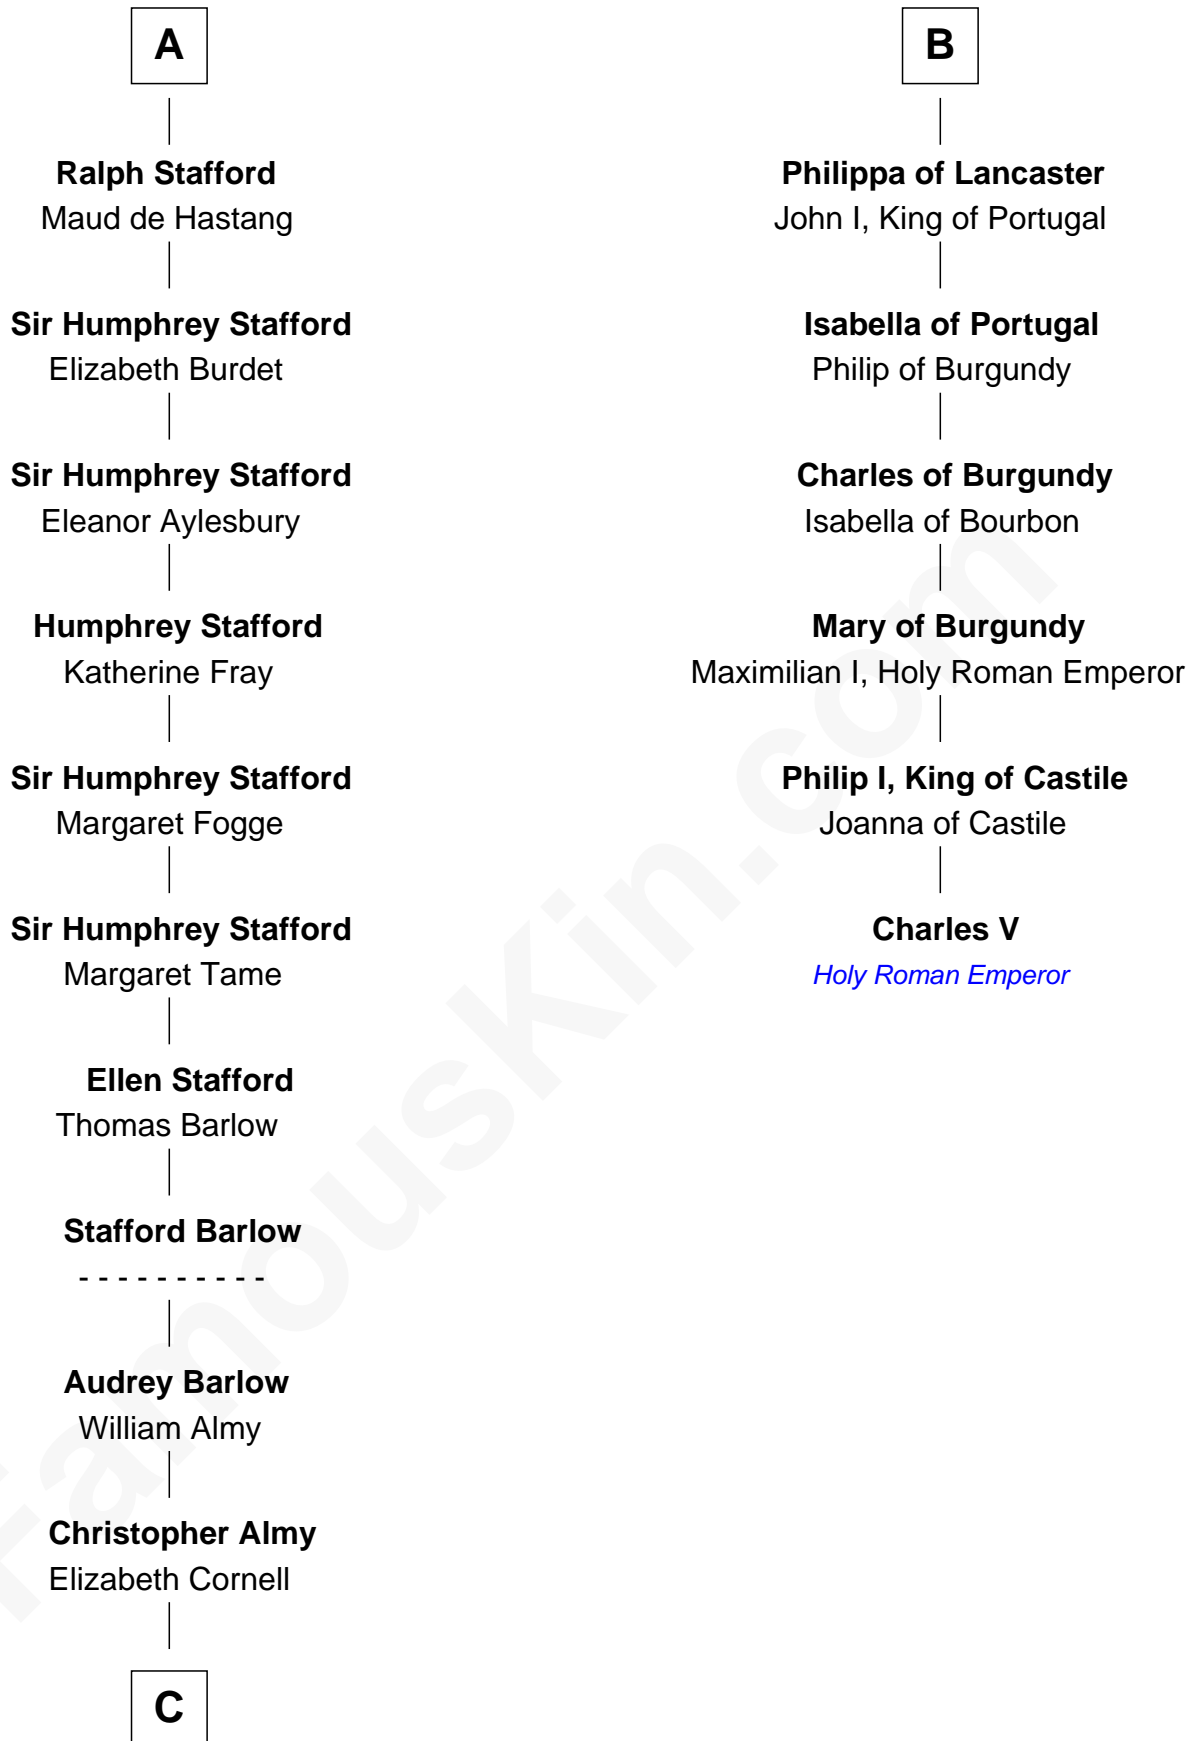 A
Ralph Stafford
Maud de Hastang
Sir Humphrey Stafford
Elizabeth Burdet
Sir Humphrey Stafford
Eleanor Aylesbury
Humphrey Stafford
Katherine Fray
Sir Humphrey Stafford
Margaret Fogge
Sir Humphrey Stafford
Margaret Tame
Ellen Stafford
Thomas Barlow
Stafford Barlow
- - - - - - - - - -
Audrey Barlow
William Almy
Christopher Almy
Elizabeth Cornell
C
B
Philippa of Lancaster
John I, King of Portugal
Isabella of Portugal
Philip of Burgundy
Charles of Burgundy
Isabella of Bourbon
Mary of Burgundy
Maximilian I, Holy Roman Emperor
Philip I, King of Castile
Joanna of Castile
Charles V
Holy Roman Emperor
FamousKin.com